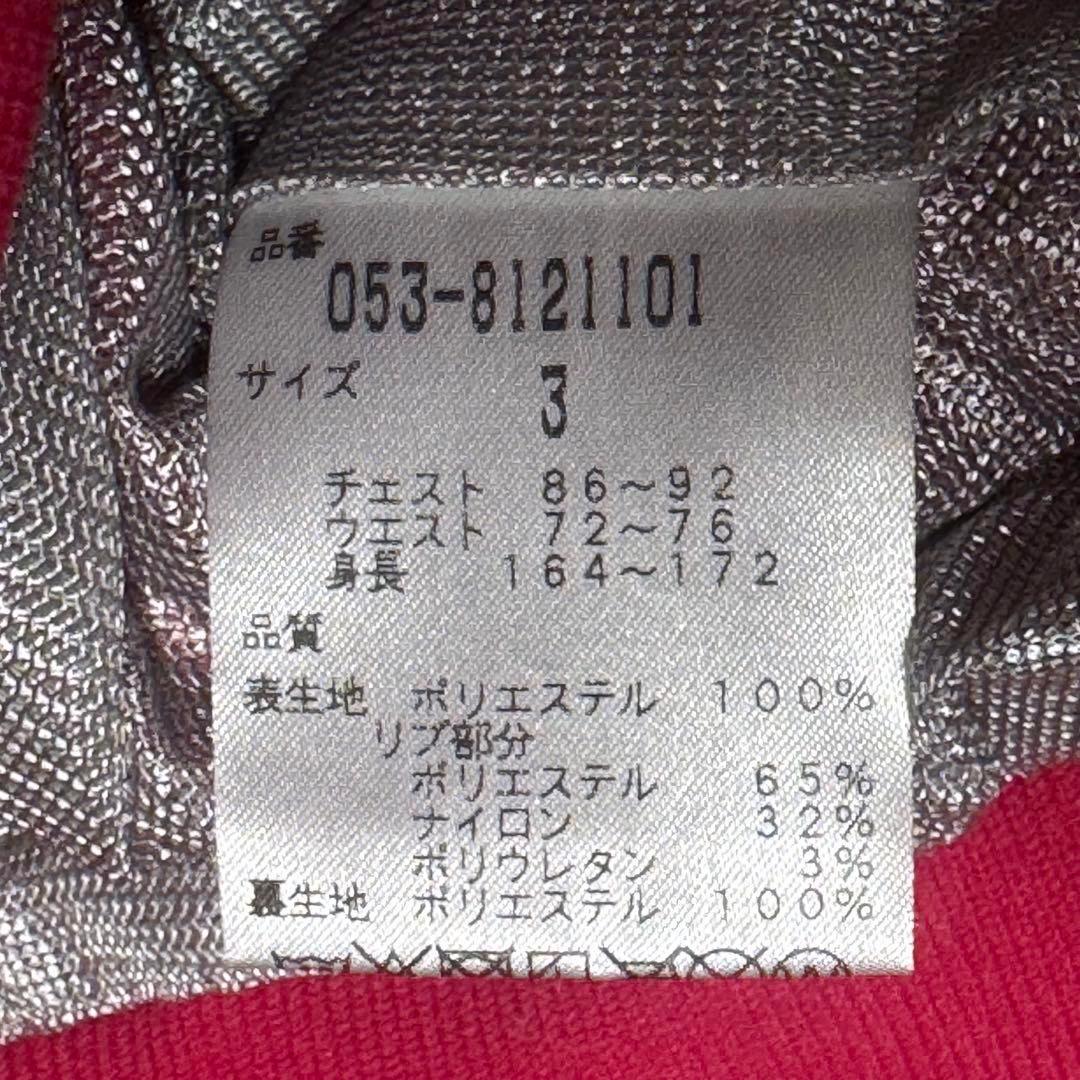 品番
053-8121101
サイズ 3
チェスト 86～92
ウエスト 72～76
身長 164～172
品質
表生地 ポリエステル 100%
リブ部分
ポリエステル 65%
ナイロン 32%
ポリウレタン 3%
裏生地 ポリエステル 100%